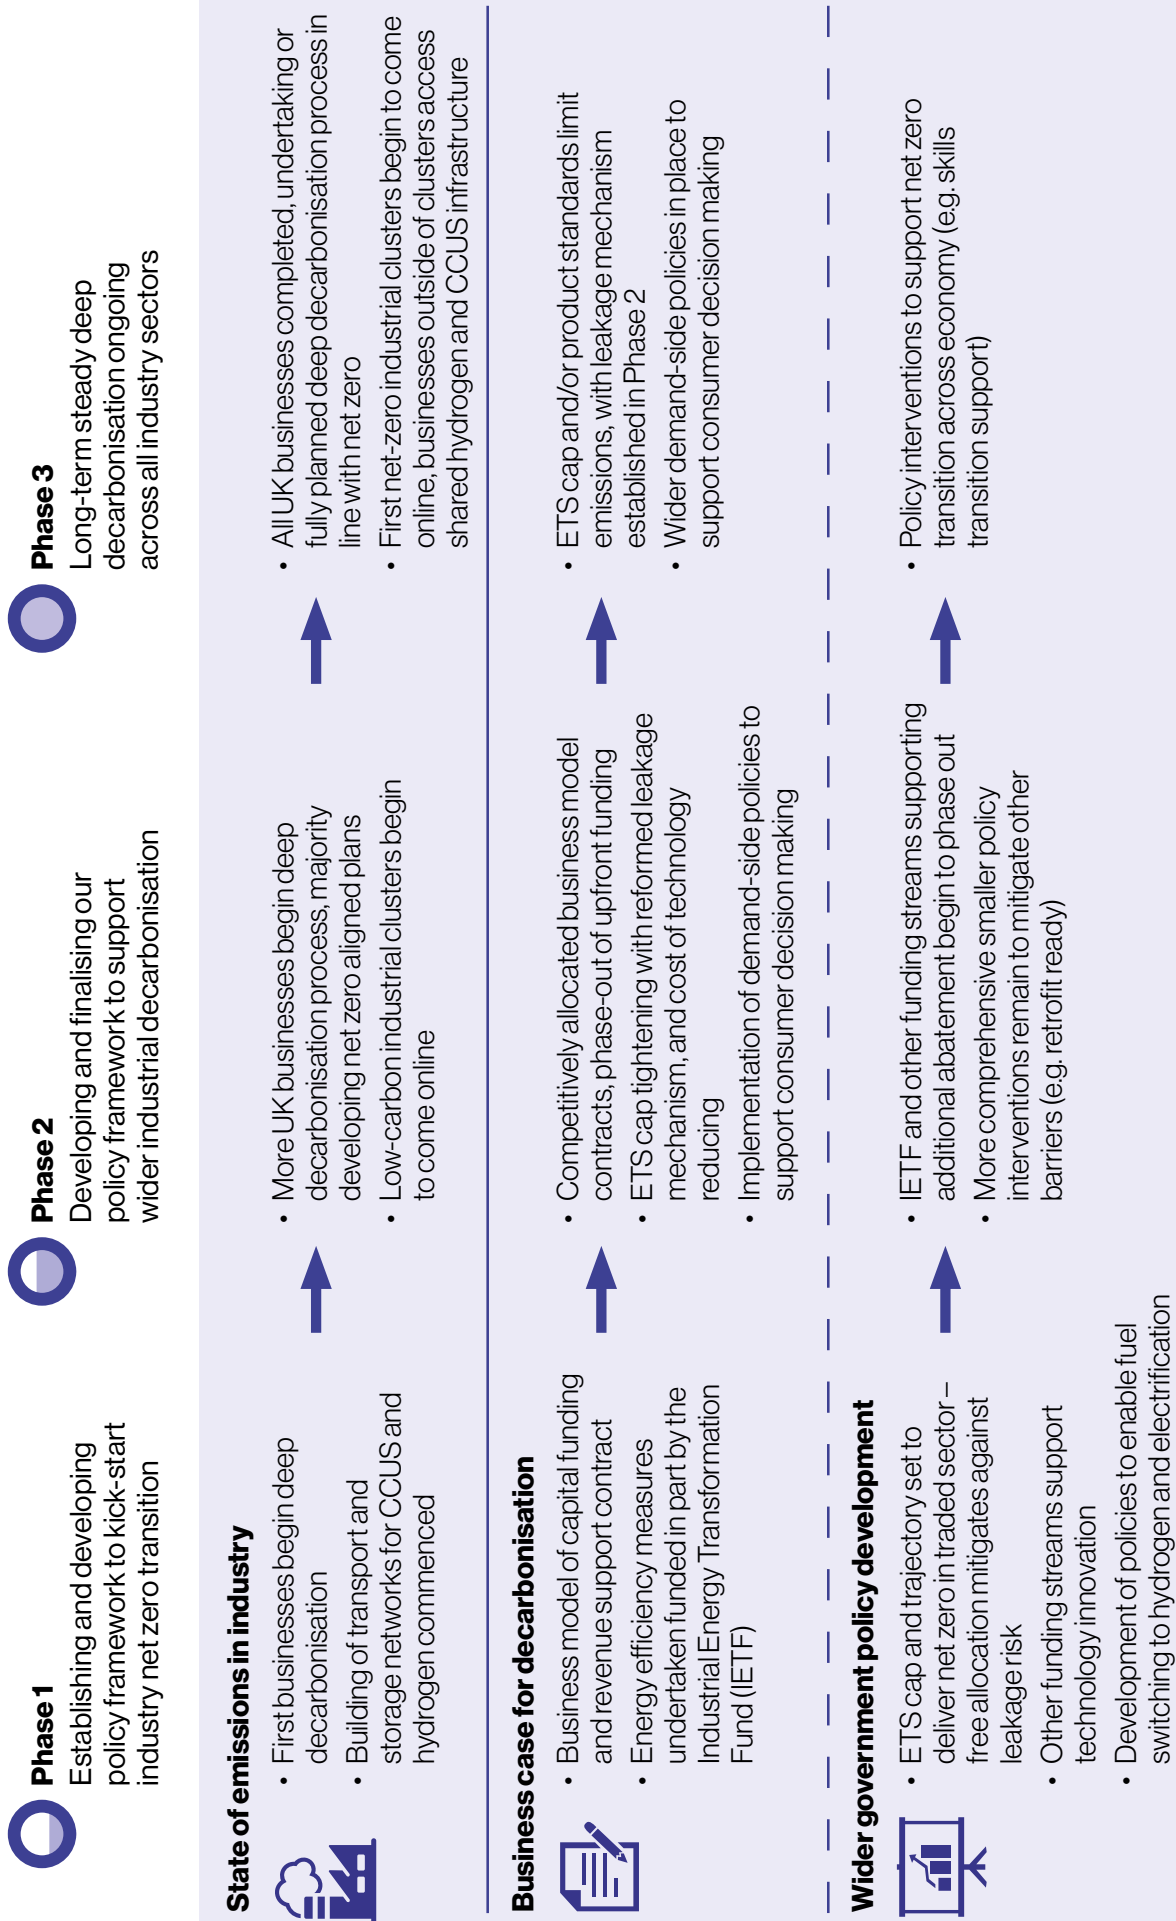 Phase 1
Establishing and developing
policy framework to kick-start
industry net zero transition
Phase 2
Developing and finalising our
policy framework to support
wider industrial decarbonisation
Phase 3
Long-term steady deep
decarbonisation ongoing
across all industry sectors
State of emissions in industry
• First businesses begin deep
decarbonisation
• Building of transport and
storage networks for CCUS and
hydrogen commenced
• More UK businesses begin deep
decarbonisation process, majority
developing net zero aligned plans
• Low-carbon industrial clusters begin
to come online
• All UK businesses completed, undertaking or
fully planned deep decarbonisation process in
line with net zero
• First net-zero industrial clusters begin to come
online, businesses outside of clusters access
shared hydrogen and CCUS infrastructure
Business case for decarbonisation
• Business model of capital funding
and revenue support contract
• Energy efficiency measures
undertaken funded in part by the
Industrial Energy Transformation
Fund (IETF)
• Competitively allocated business model
contracts, phase-out of upfront funding
• ETS cap tightening with reformed leakage
mechanism, and cost of technology
reducing
• Implementation of demand-side policies to
support consumer decision making
• ETS cap and/or product standards limit
emissions, with leakage mechanism
established in Phase 2
• Wider demand-side policies in place to
support consumer decision making
Wider government policy development
• ETS cap and trajectory set to
deliver net zero in traded sector –
free allocation mitigates against
leakage risk
• Other funding streams support
technology innovation
• Development of policies to enable fuel
switching to hydrogen and electrification
• IETF and other funding streams supporting
additional abatement begin to phase out
• More comprehensive smaller policy
interventions remain to mitigate other
barriers (e.g. retrofit ready)
• Policy interventions to support net zero
transition across economy (e.g. skills
transition support)